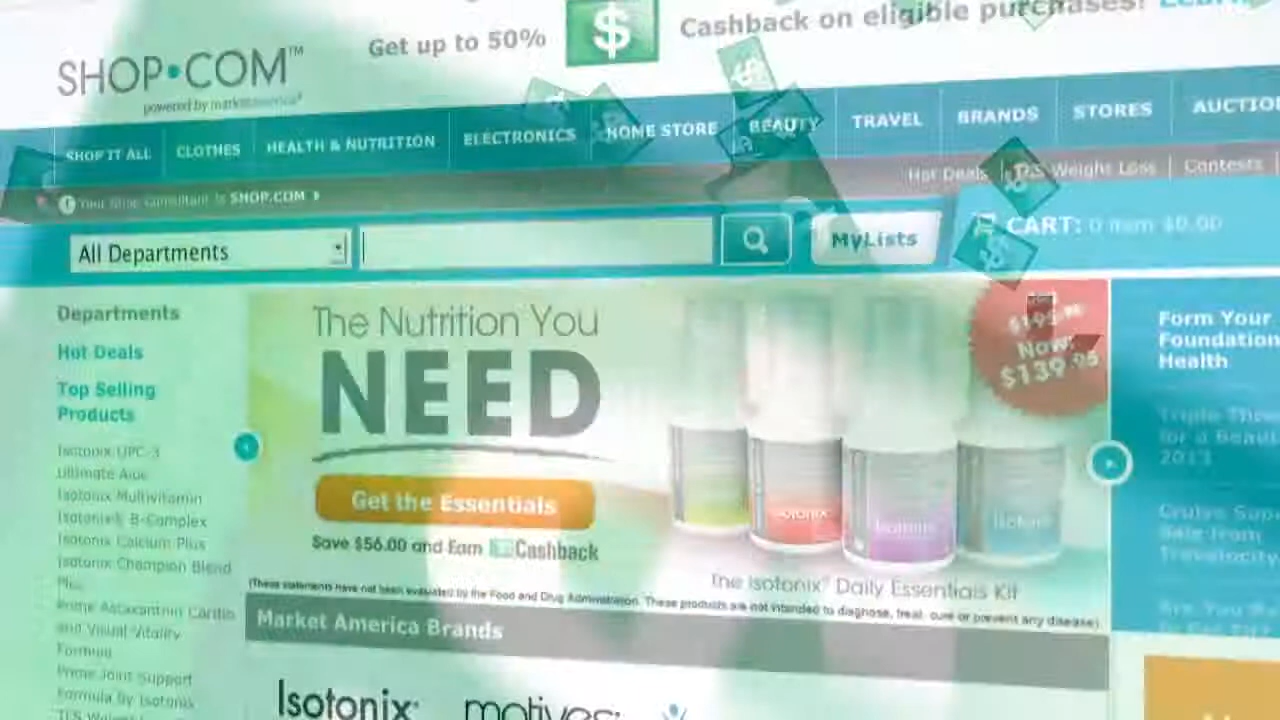 Get up to 50%
$
Cashback on eligible purchases!
SHOP•COM™
powered by marketamerica®
SHOP IT ALL
CLOTHES
HEALTH & NUTRITION
ELECTRONICS
HOME STORE
BEAUTY
TRAVEL
BRANDS
STORES
AUCTIO
Hot Deals
TLS Weight Loss
Contests
Your Shop Consultant is SHOP.COM
All Departments
MyLists
CART: 0 item $0.00
Departments
Hot Deals
Top Selling
Products
Isotonix OPC-3
Ultimate Aloe
Isotonix Multivitamin
Isotonix® B-Complex
Isotonix Calcium Plus
Isotonix Champion Blend
Plus
Prime Astaxanthin Cardio
and Visual Vitality
Formula
Prime Joint Support
Formula by Isotonix
The Nutrition You
NEED
Get the Essentials
Save $56.00 and Earn Cashback
Now:
$139.95
isotonix
The Isotonix® Daily Essentials Kit
(These statements have not been evaluated by the Food and Drug Administration. These products are not intended to diagnose, treat, cure or prevent any disease)
Form Your
Foundation
Health
2013
Market America Brands
Isotonix®
motives